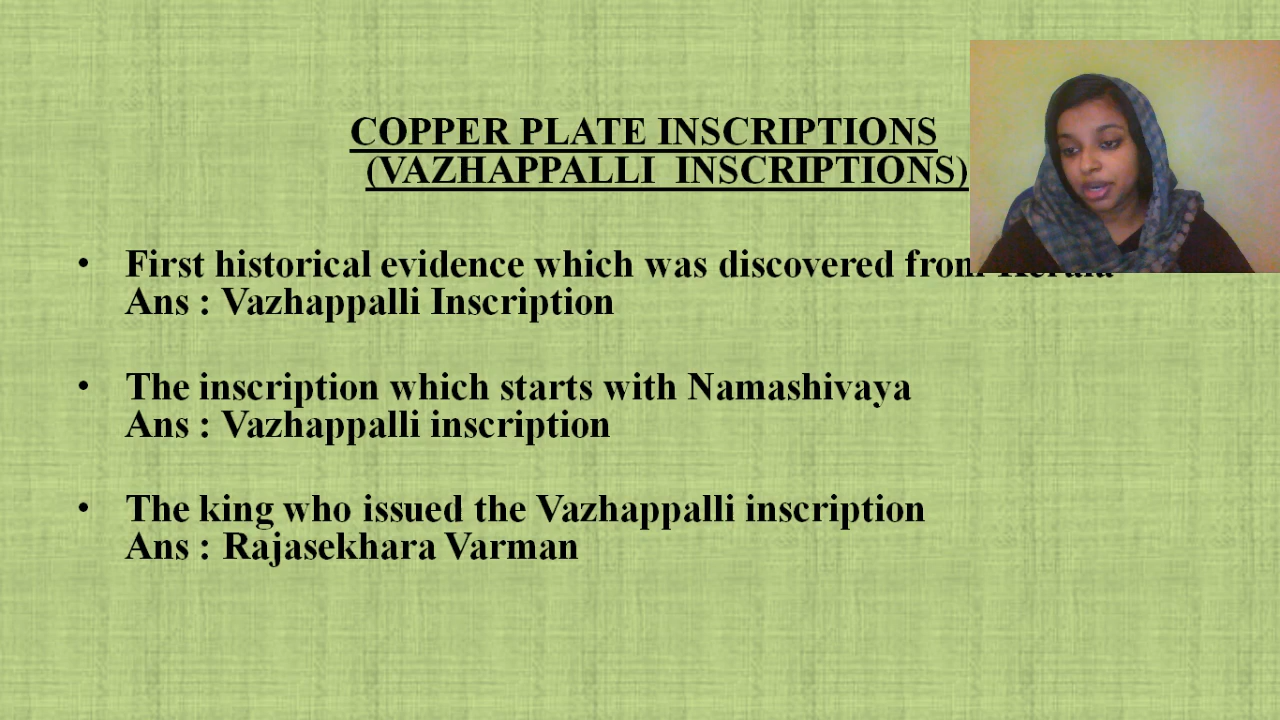 COPPER PLATE INSCRIPTIONS
(VAZHAPPALLI INSCRIPTIONS)
• First historical evidence which was discovered from Kerala
Ans : Vazhappalli Inscription
• The inscription which starts with Namashivaya
Ans : Vazhappalli inscription
• The king who issued the Vazhappalli inscription
Ans : Rajasekhara Varman